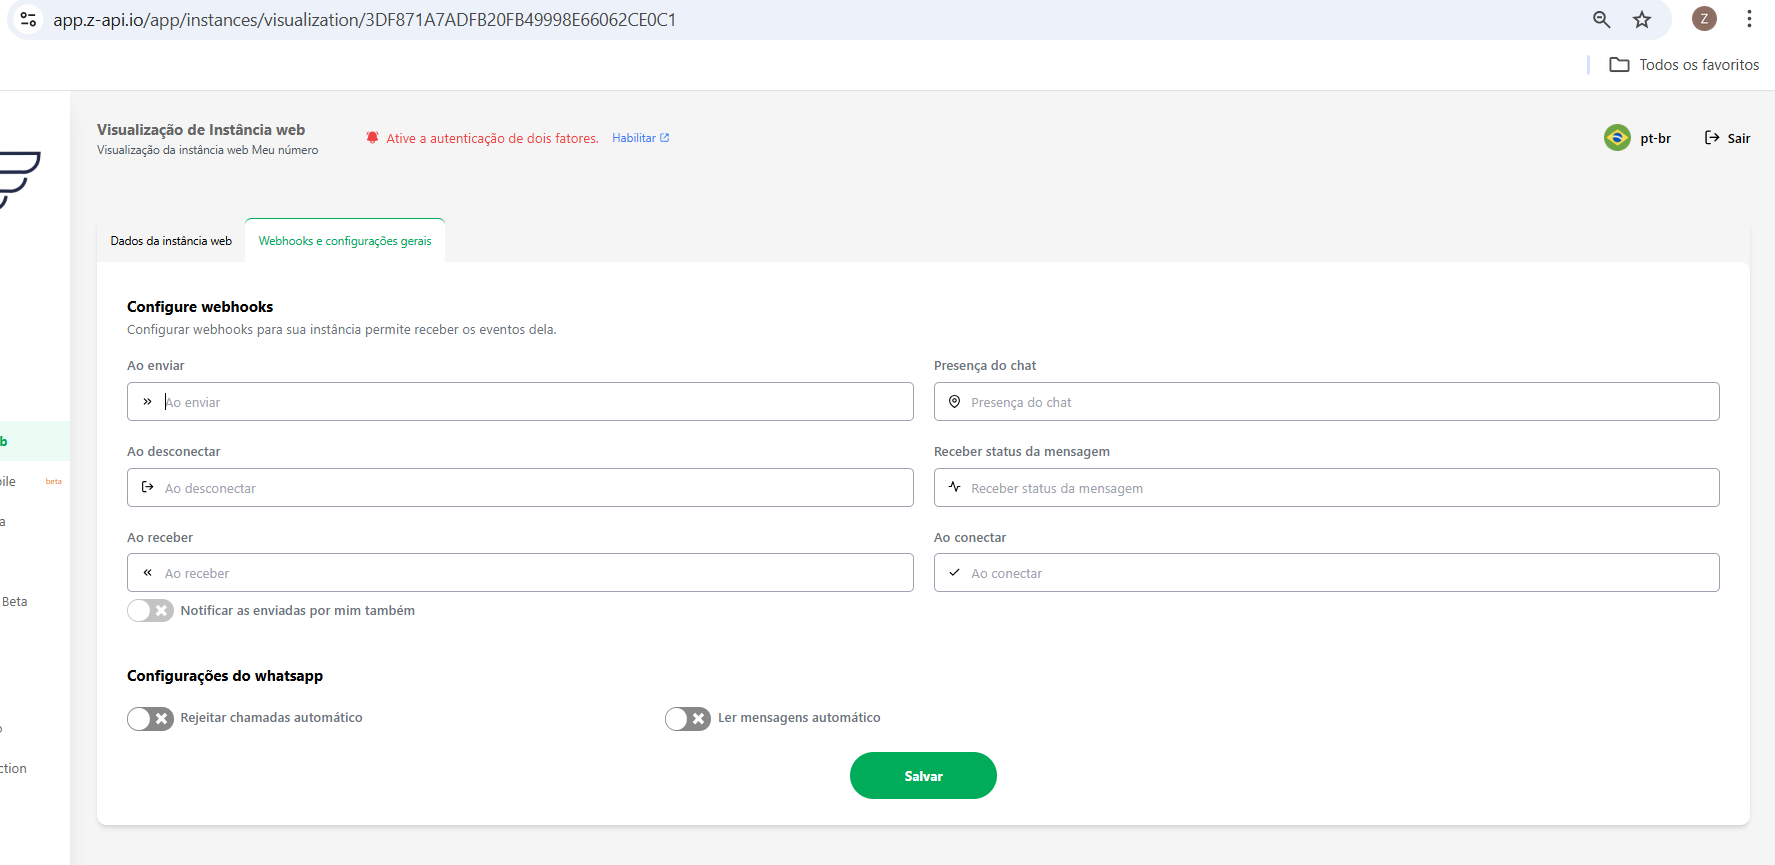 app.z-api.io/app/instances/visualization/3DF871A7ADFB20FB49998E66062CE0C1
Z
Todos os favoritos
Visualização de Instância web
Visualização da instância web Meu número
Ative a autenticação de dois fatores. Habilitar
pt-br
Sair
Dados da instância web
Webhooks e configurações gerais
Configure webhooks
Configurar webhooks para sua instância permite receber os eventos dela.
Ao enviar
Presença do chat
Ao enviar
Presença do chat
b
Ao desconectar
Receber status da mensagem
ile
beta
Ao desconectar
Receber status da mensagem
a
Ao receber
Ao conectar
Ao receber
Ao conectar
Beta
Notificar as enviadas por mim também
Configurações do whatsapp
Rejeitar chamadas automático
Ler mensagens automático
ction
Salvar